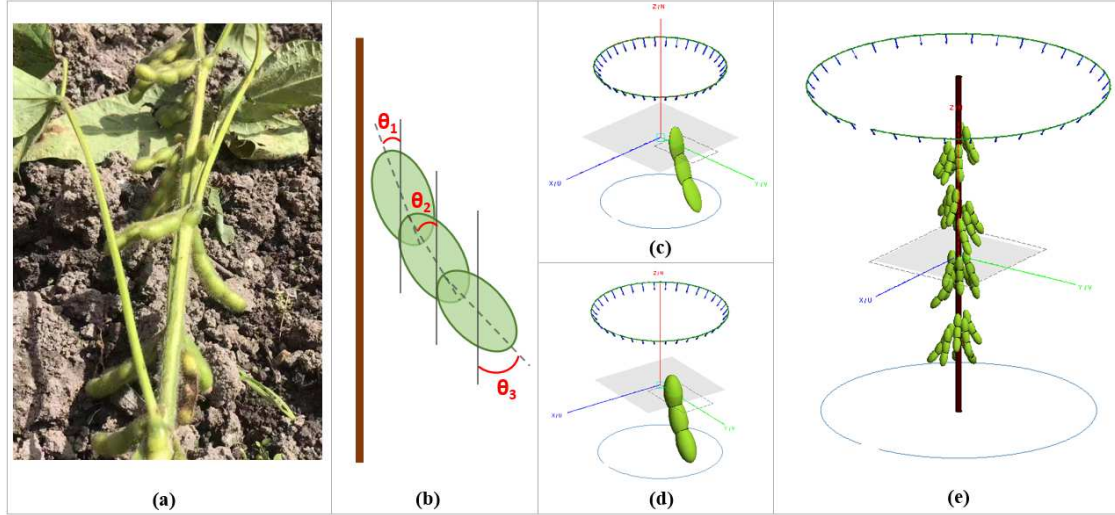 θ1
θ2
θ3
(a)
(b)
Z/N
X/U
Y/V
(c)
Z/N
X/U
Y/V
(d)
Z/N
X/U
Y/V
(e)